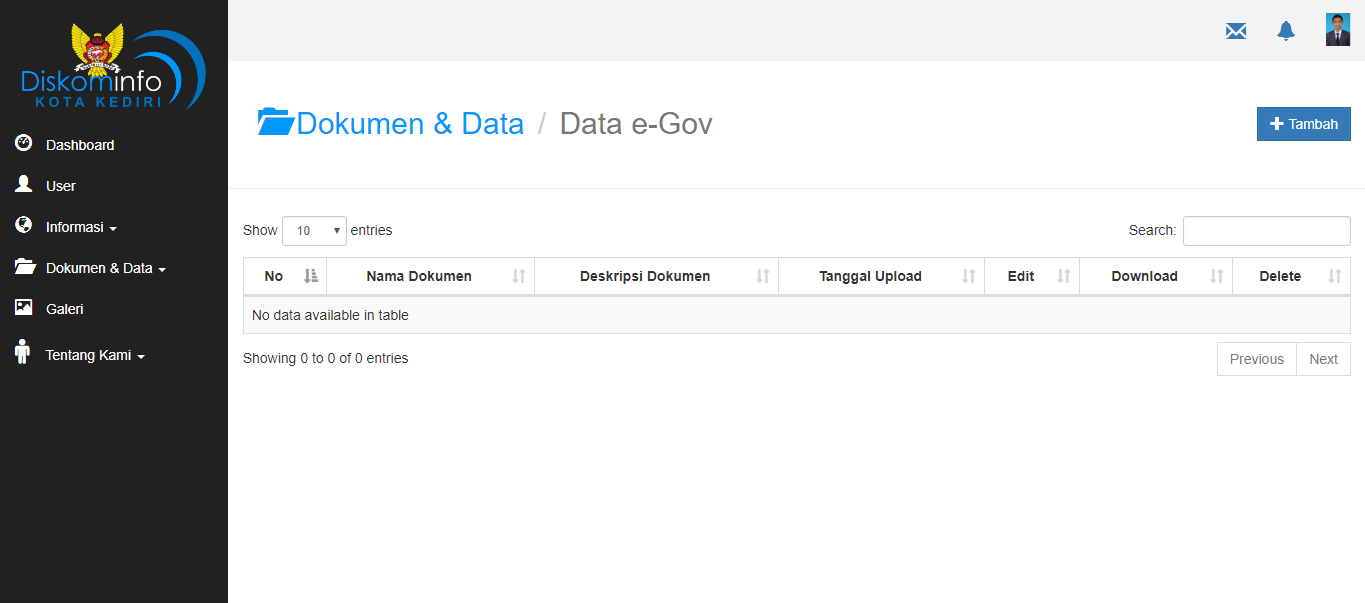 Diskominfo
KOTA KEDIRI
Dashboard
User
Informasi
Dokumen & Data
Galeri
Tentang Kami
Dokumen & Data / Data e-Gov
Tambah
Show 10 entries
Search:
No Nama Dokumen Deskripsi Dokumen Tanggal Upload Edit Download Delete
No data available in table
Showing 0 to 0 of 0 entries
Previous Next